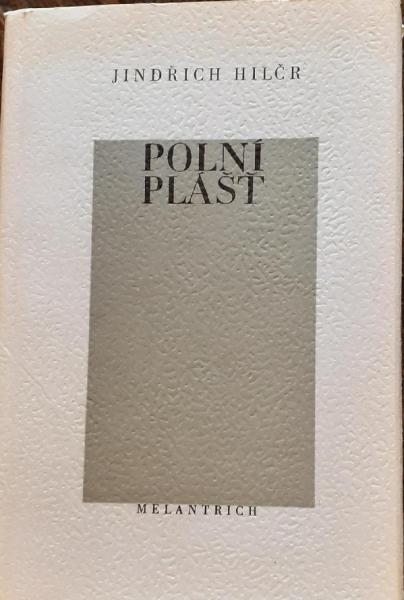 JINDŘICH HILČR
POLNÍ
PLÁŠŤ
MELANTRICH